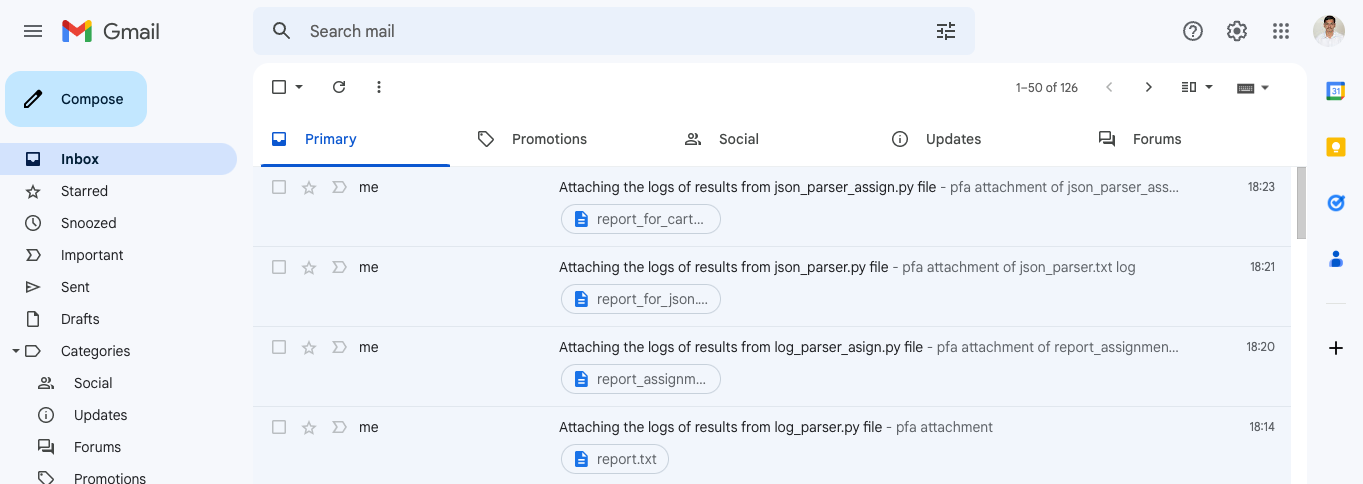 Gmail
Search mail
Compose
1–50 of 126
Primary
Promotions
Social
Updates
Forums
Inbox
Starred
Snoozed
Important
Sent
Drafts
Categories
Social
Updates
Forums
Promotions
me Attaching the logs of results from json_parser_assign.py file - pfa attachment of json_parser_ass... 18:23
report_for_cart...
me Attaching the logs of results from json_parser.py file - pfa attachment of json_parser.txt log 18:21
report_for_json....
me Attaching the logs of results from log_parser_asign.py file - pfa attachment of report_assignmen... 18:20
report_assignm...
me Attaching the logs of results from log_parser.py file - pfa attachment 18:14
report.txt
31